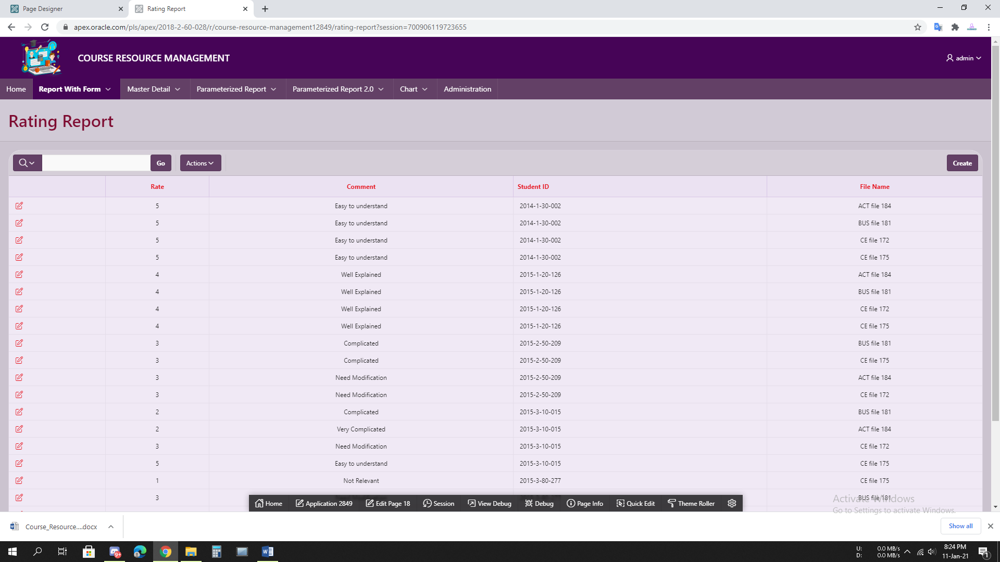 Page Designer
Rating Report
apex.oracle.com/pls/apex/2018-2-60-028/r/course-resource-management12849/rating-report?session=700906119723655
COURSE RESOURCE MANAGEMENT
admin
Home Report With Form Master Detail Parameterized Report Parameterized Report 2.0 Chart Administration
Rating Report
Go Actions Create
Rate Comment Student ID File Name
5 Easy to understand 2014-1-30-002 ACT file 184
5 Easy to understand 2014-1-30-002 BUS file 181
5 Easy to understand 2014-1-30-002 CE file 172
5 Easy to understand 2014-1-30-002 CE file 175
4 Well Explained 2015-1-20-126 ACT file 184
4 Well Explained 2015-1-20-126 BUS file 181
4 Well Explained 2015-1-20-126 CE file 172
4 Well Explained 2015-1-20-126 CE file 175
3 Complicated 2015-2-50-209 BUS file 181
3 Complicated 2015-2-50-209 CE file 175
3 Need Modification 2015-2-50-209 ACT file 184
3 Need Modification 2015-2-50-209 CE file 172
2 Complicated 2015-3-10-015 BUS file 181
2 Very Complicated 2015-3-10-015 ACT file 184
3 Need Modification 2015-3-10-015 CE file 172
5 Easy to understand 2015-3-10-015 CE file 175
1 Not Relevant 2015-3-80-277 CE file 175
3 BUS file 181
Home Application 2849 Edit Page 18 Session View Debug Debug Page Info Quick Edit Theme Roller
Activate Windows
Go to Settings to activate Windows.
Course_Resource....docx
Show all
9+
U: 0.0 MB/s
D: 0.0 MB/s
8:24 PM
11-Jan-21
1